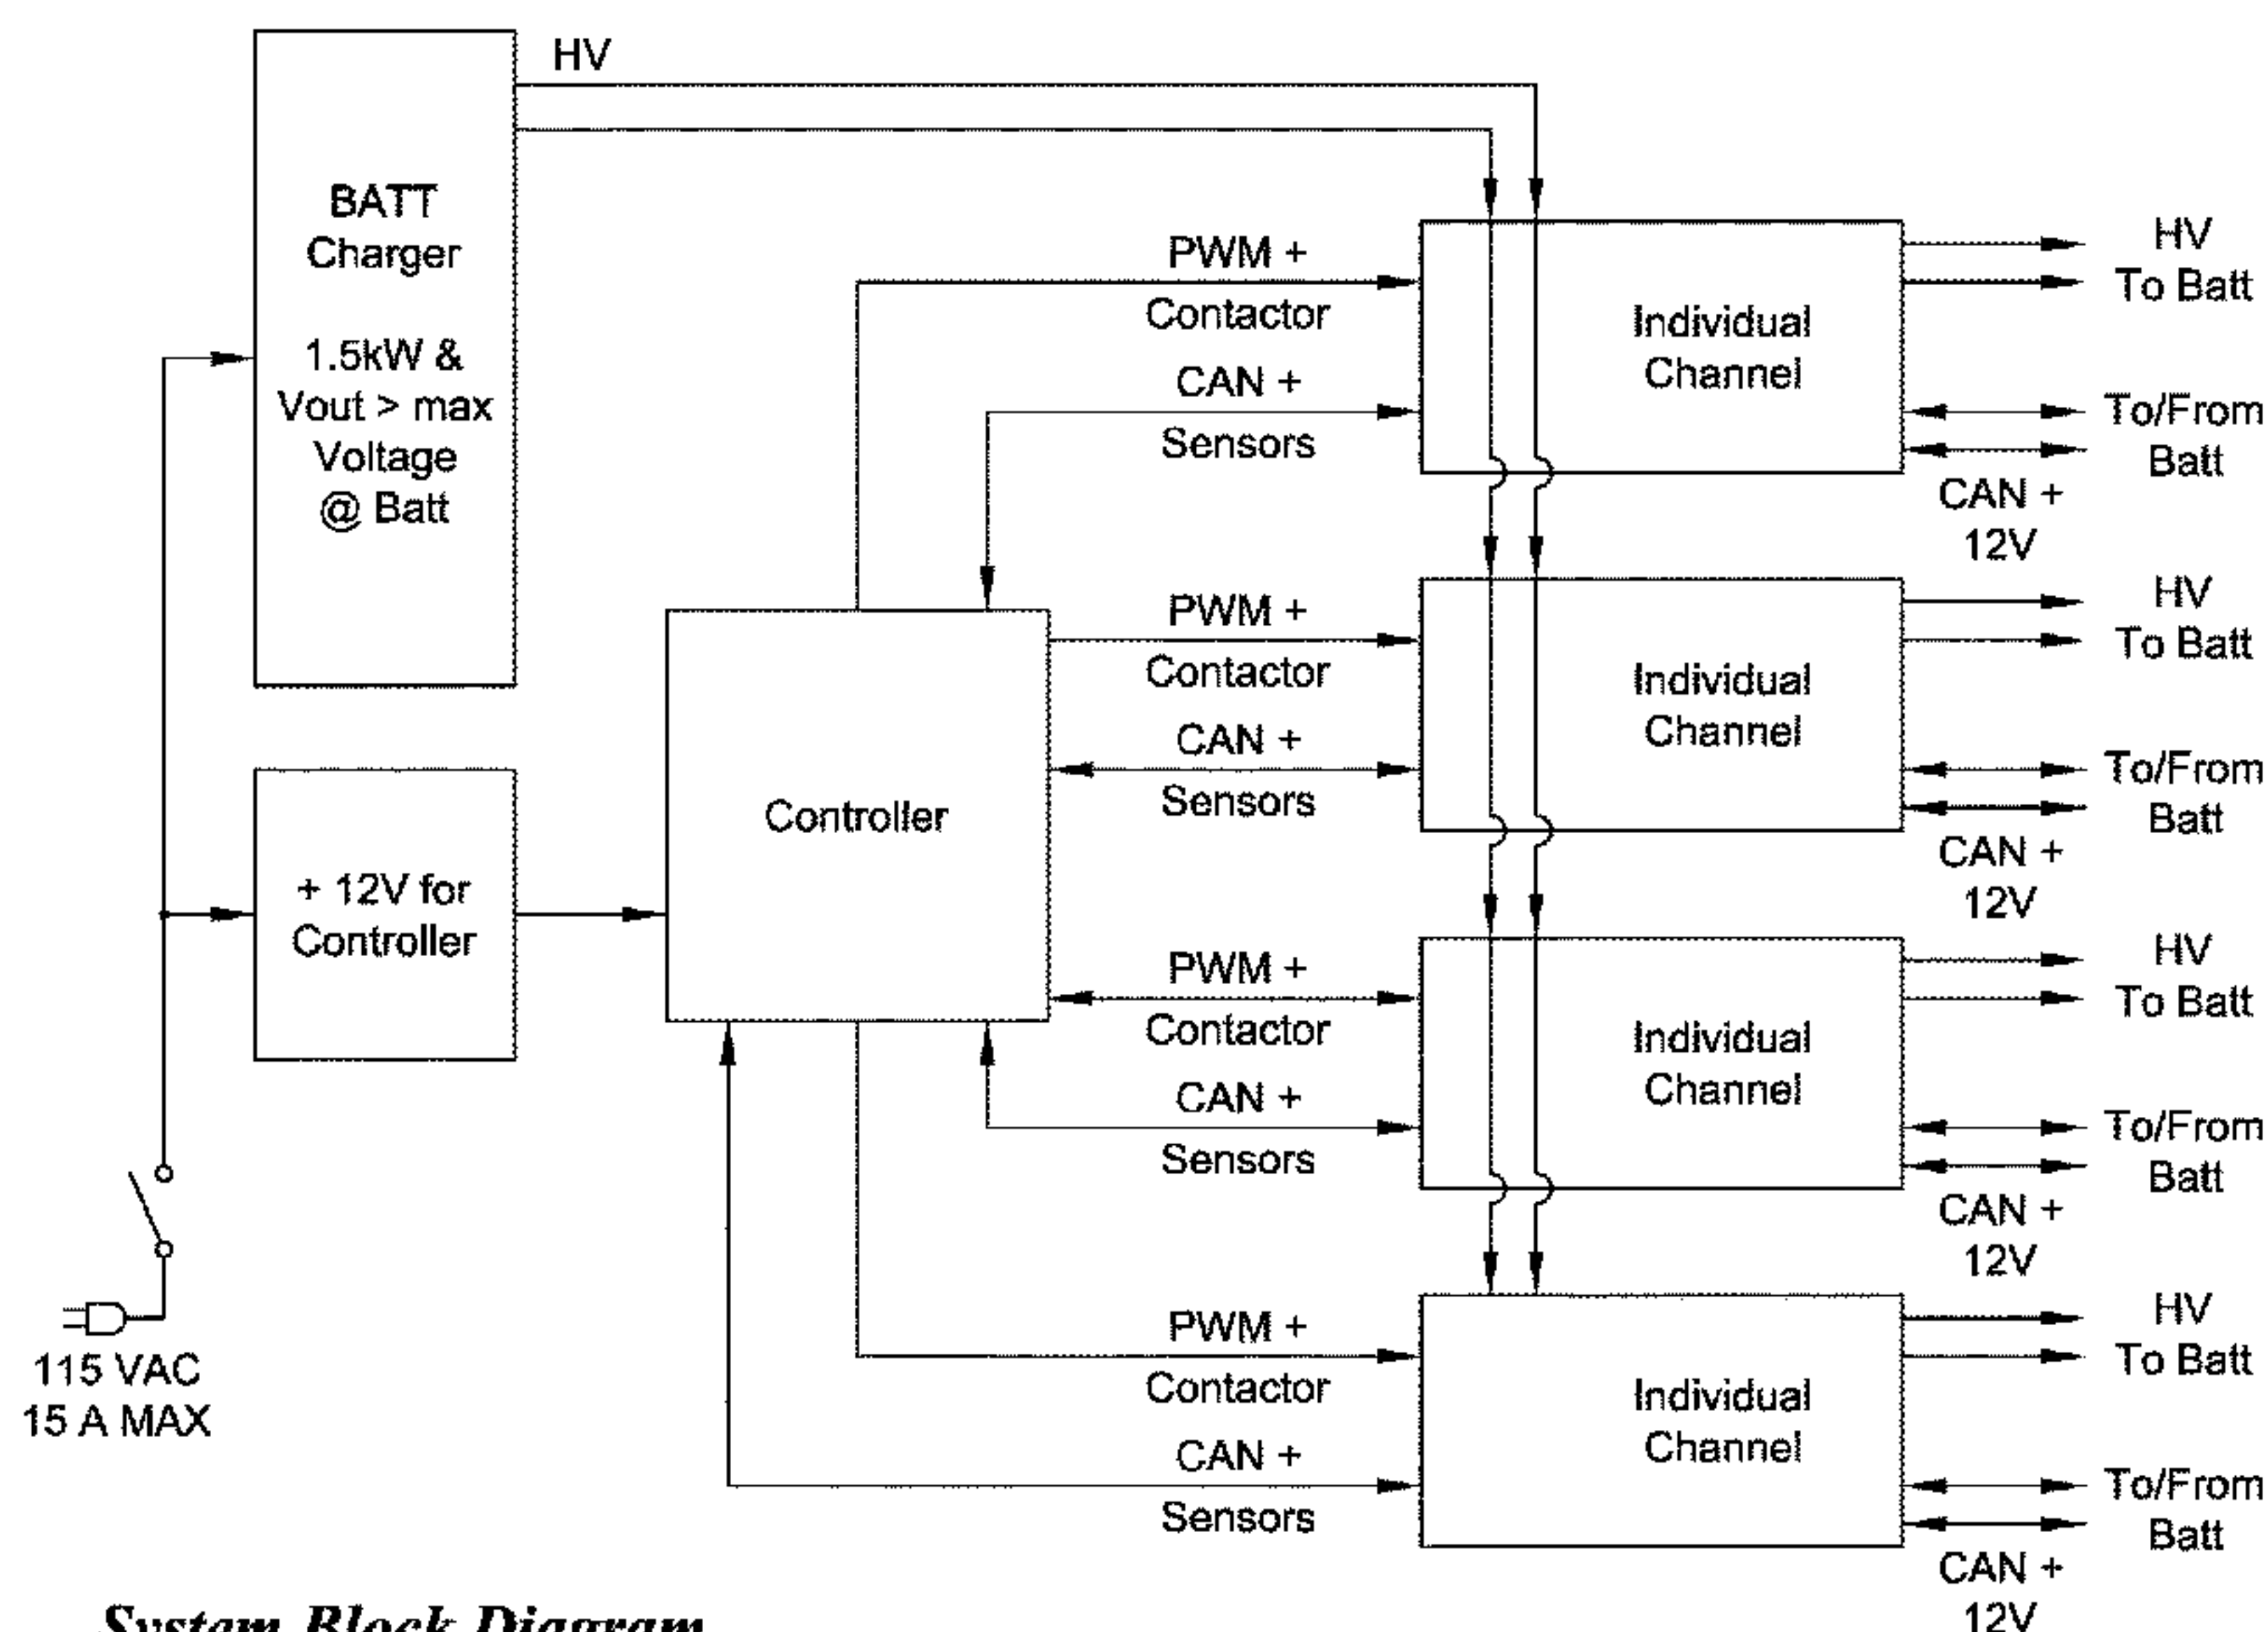 HV
BATT
Charger
1.5kW &
Vout > max
Voltage
@ Batt
+ 12V for
Controller
115 VAC
15 A MAX
Controller
PWM +
Contactor
CAN +
Sensors
Individual
Channel
HV
To Batt
To/From
Batt
CAN +
12V
PWM +
Contactor
CAN +
Sensors
Individual
Channel
HV
To Batt
To/From
Batt
CAN +
12V
PWM +
Contactor
CAN +
Sensors
Individual
Channel
HV
To Batt
To/From
Batt
CAN +
12V
PWM +
Contactor
CAN +
Sensors
Individual
Channel
HV
To Batt
To/From
Batt
CAN +
12V
System Block Diagram